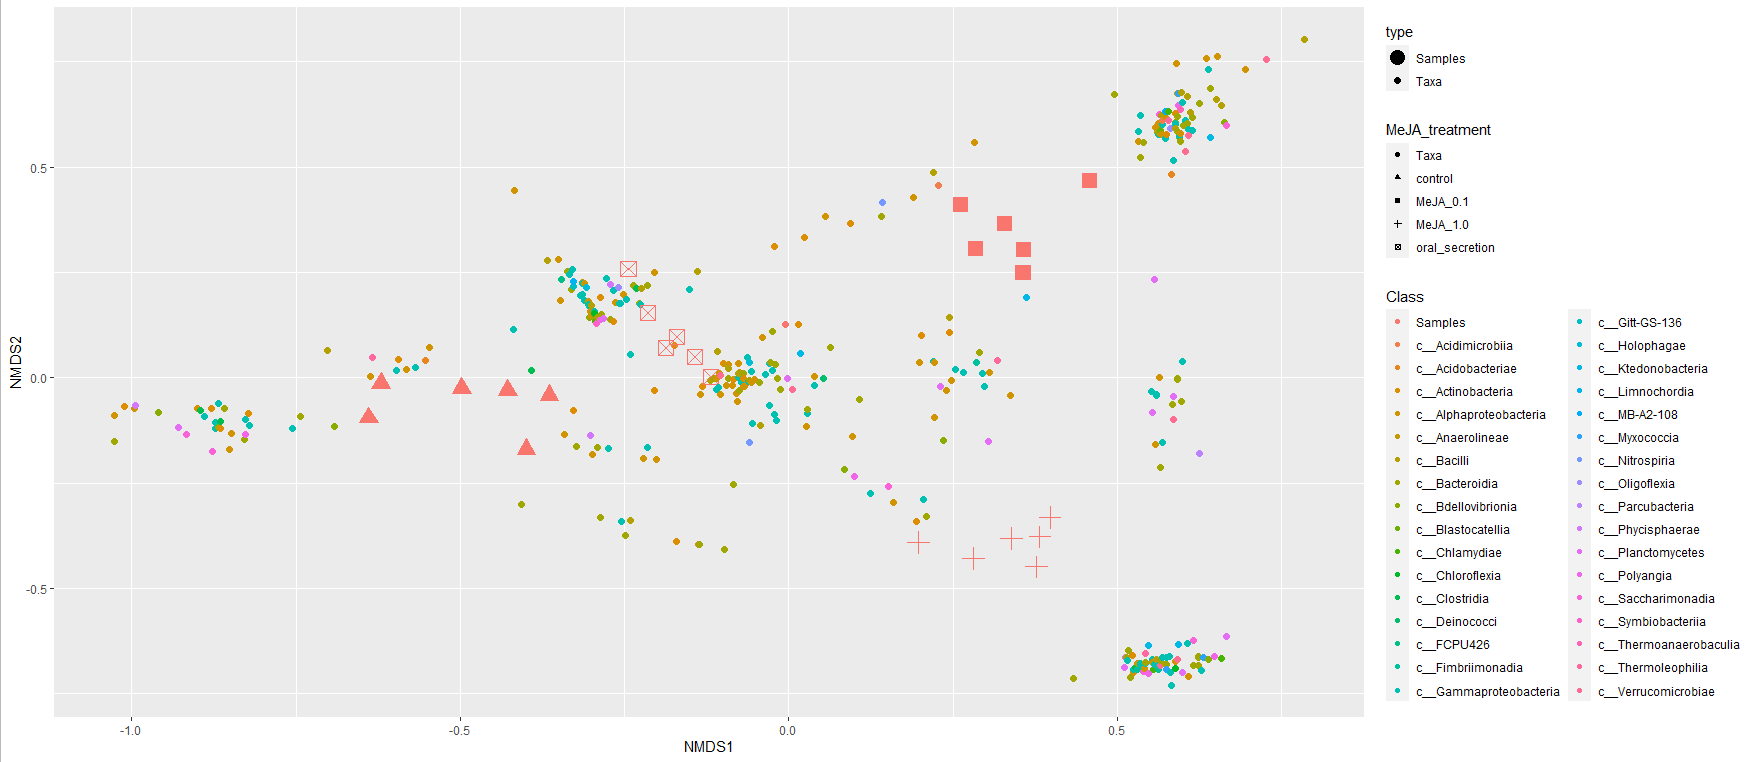 type
Samples
Taxa
MeJA_treatment
Taxa
control
MeJA_0.1
MeJA_1.0
oral_secretion
Class
Samples
c__Acidimicrobiia
c__Acidobacteriae
c__Actinobacteria
c__Alphaproteobacteria
c__Anaerolineae
c__Bacilli
c__Bacteroidia
c__Bdellovibrionia
c__Blastocatellia
c__Chlamydiae
c__Chloroflexia
c__Clostridia
c__Deinococci
c__FCPU426
c__Fimbriimonadia
c__Gammaproteobacteria
c__Gitt-GS-136
c__Holophagae
c__Ktedonobacteria
c__Limnochordia
c__MB-A2-108
c__Myxococcia
c__Nitrospiria
c__Oligoflexia
c__Parcubacteria
c__Phycisphaerae
c__Planctomycetes
c__Polyangia
c__Saccharimonadia
c__Symbiobacteriia
c__Thermoanaerobaculia
c__Thermoleophilia
c__Verrucomicrobiae
NMDS2
0.5
0.0
-0.5
-1.0
-0.5
0.0
0.5
NMDS1